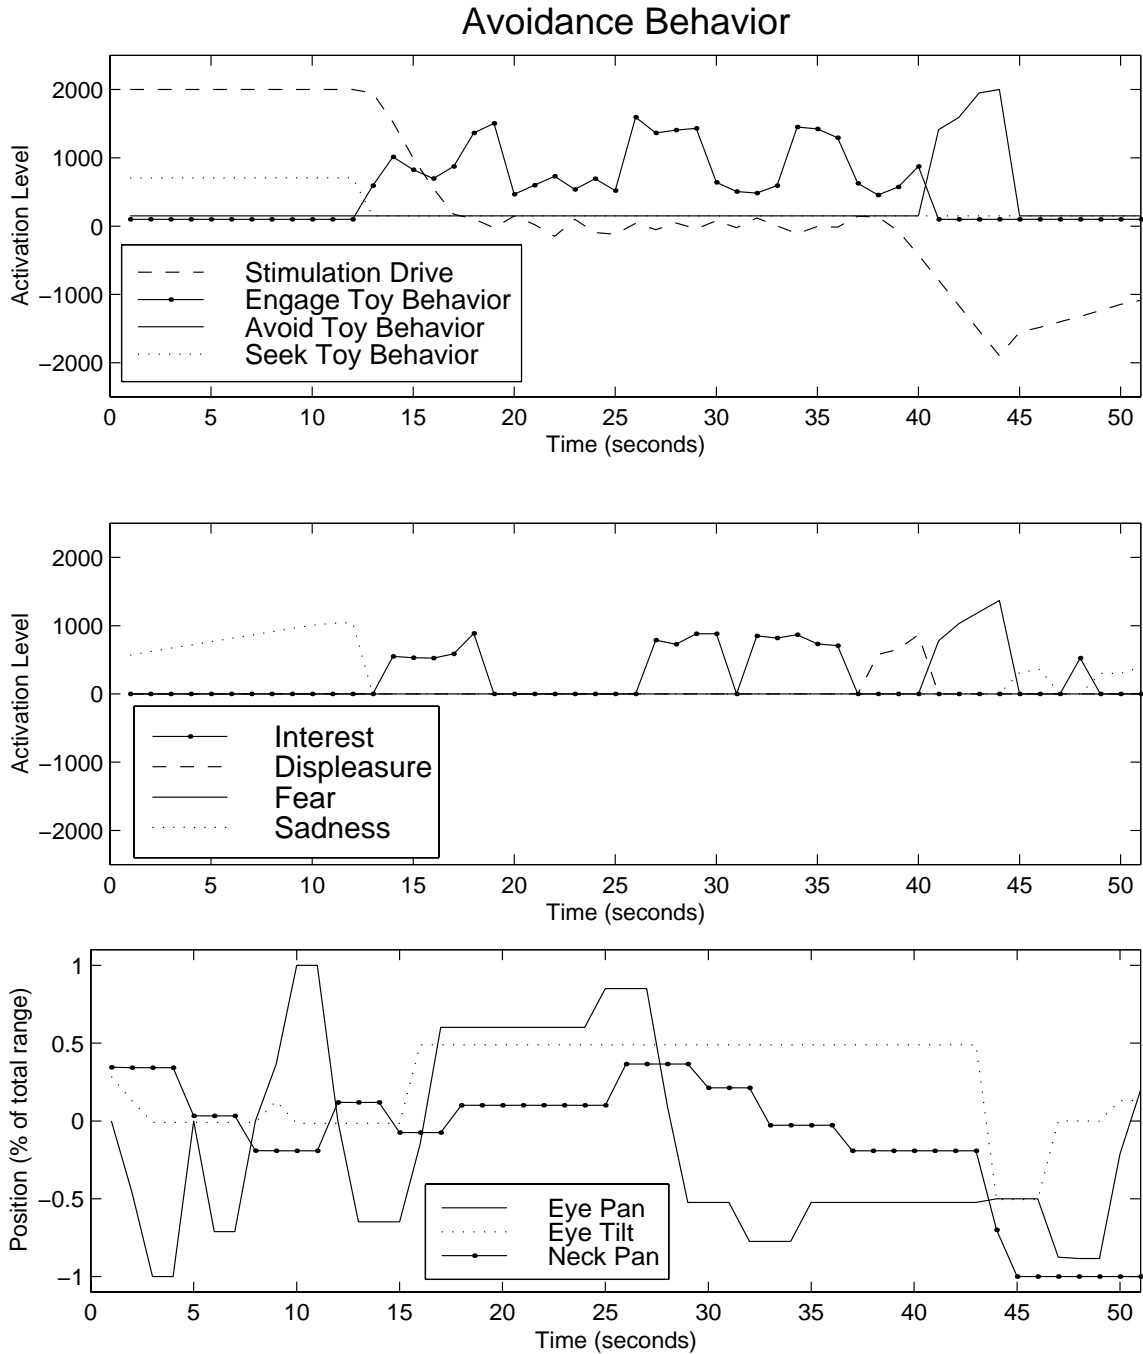 Avoidance Behavior
2000
1000
0
−1000
−2000
Activation Level
Stimulation Drive
Engage Toy Behavior
Avoid Toy Behavior
Seek Toy Behavior
0 5 10 15 20 25 30 35 40 45 50
Time (seconds)
2000
1000
0
−1000
−2000
Activation Level
Interest
Displeasure
Fear
Sadness
0 5 10 15 20 25 30 35 40 45 50
Time (seconds)
1
0.5
0
−0.5
−1
Position (% of total range)
Eye Pan
Eye Tilt
Neck Pan
0 5 10 15 20 25 30 35 40 45 50
Time (seconds)